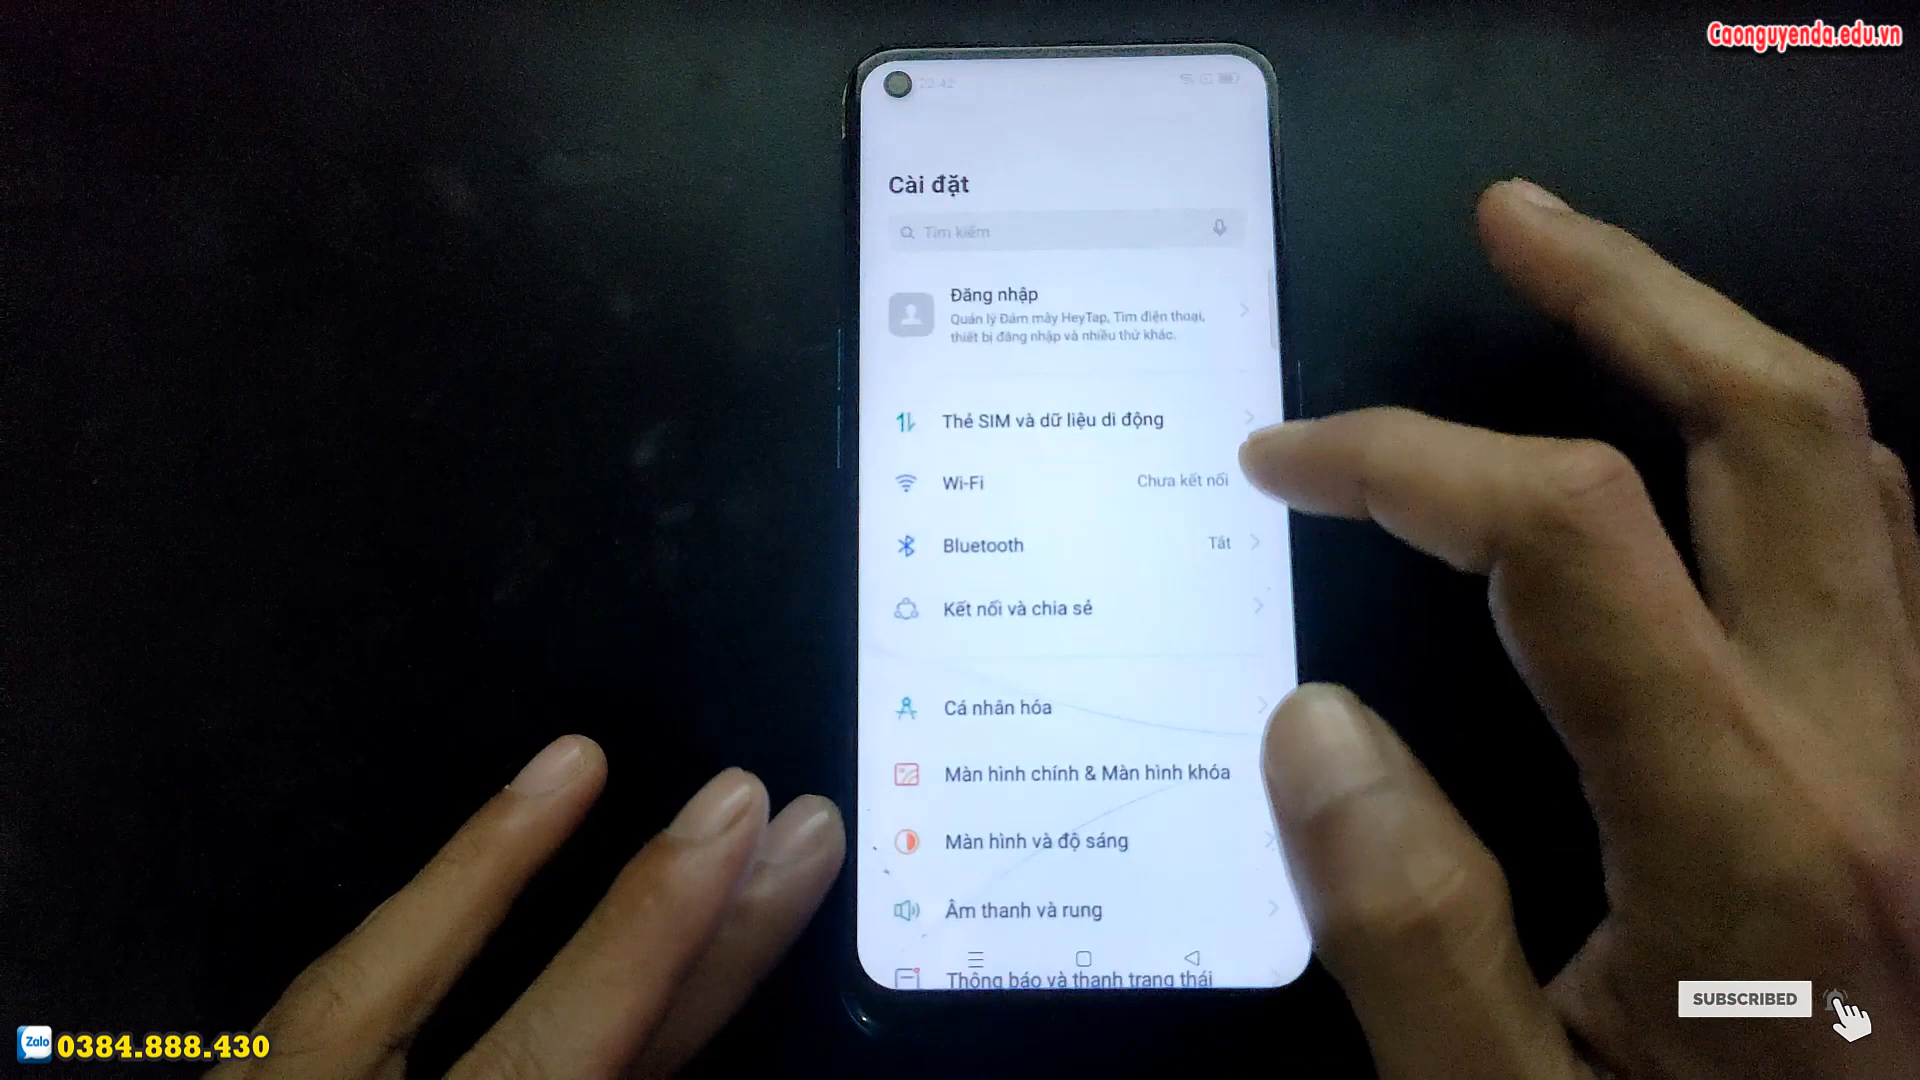 Caonguyenda.edu.vn
22:42
Cài đặt
Tìm kiếm
Đăng nhập
Quản lý Đám mây HeyTap, Tìm điện thoại,
thiết bị đăng nhập và nhiều thứ khác.
Thẻ SIM và dữ liệu di động
Wi-Fi Chưa kết nối
Bluetooth Tắt
Kết nối và chia sẻ
Cá nhân hóa
Màn hình chính & Màn hình khóa
Màn hình và độ sáng
Âm thanh và rung
Thông báo và thanh trạng thái
SUBSCRIBED
Zalo 0384.888.430